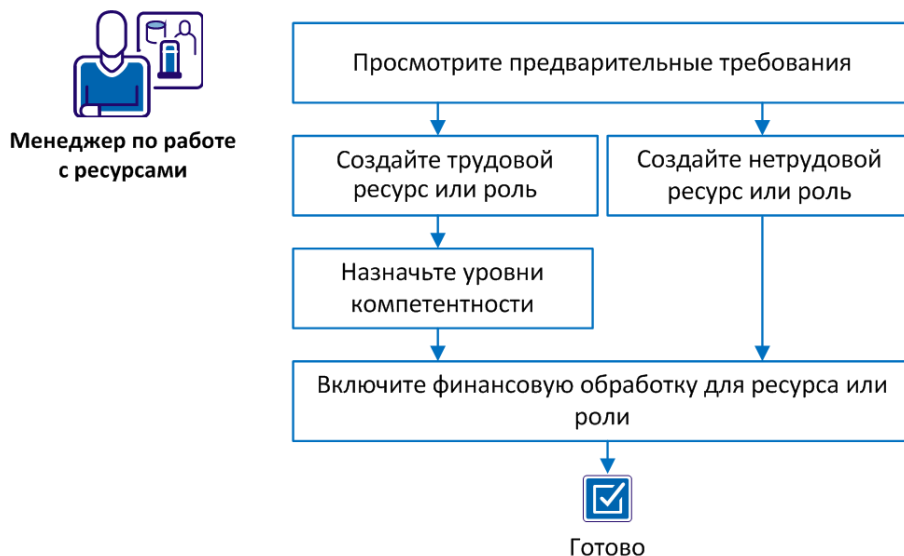 Менеджер по работе
с ресурсами
Просмотрите предварительные требования
Создайте трудовой
ресурс или роль
Создайте нетрудовой
ресурс или роль
Назначьте уровни
компетентности
Включите финансовую обработку для ресурса или
роли
Готово